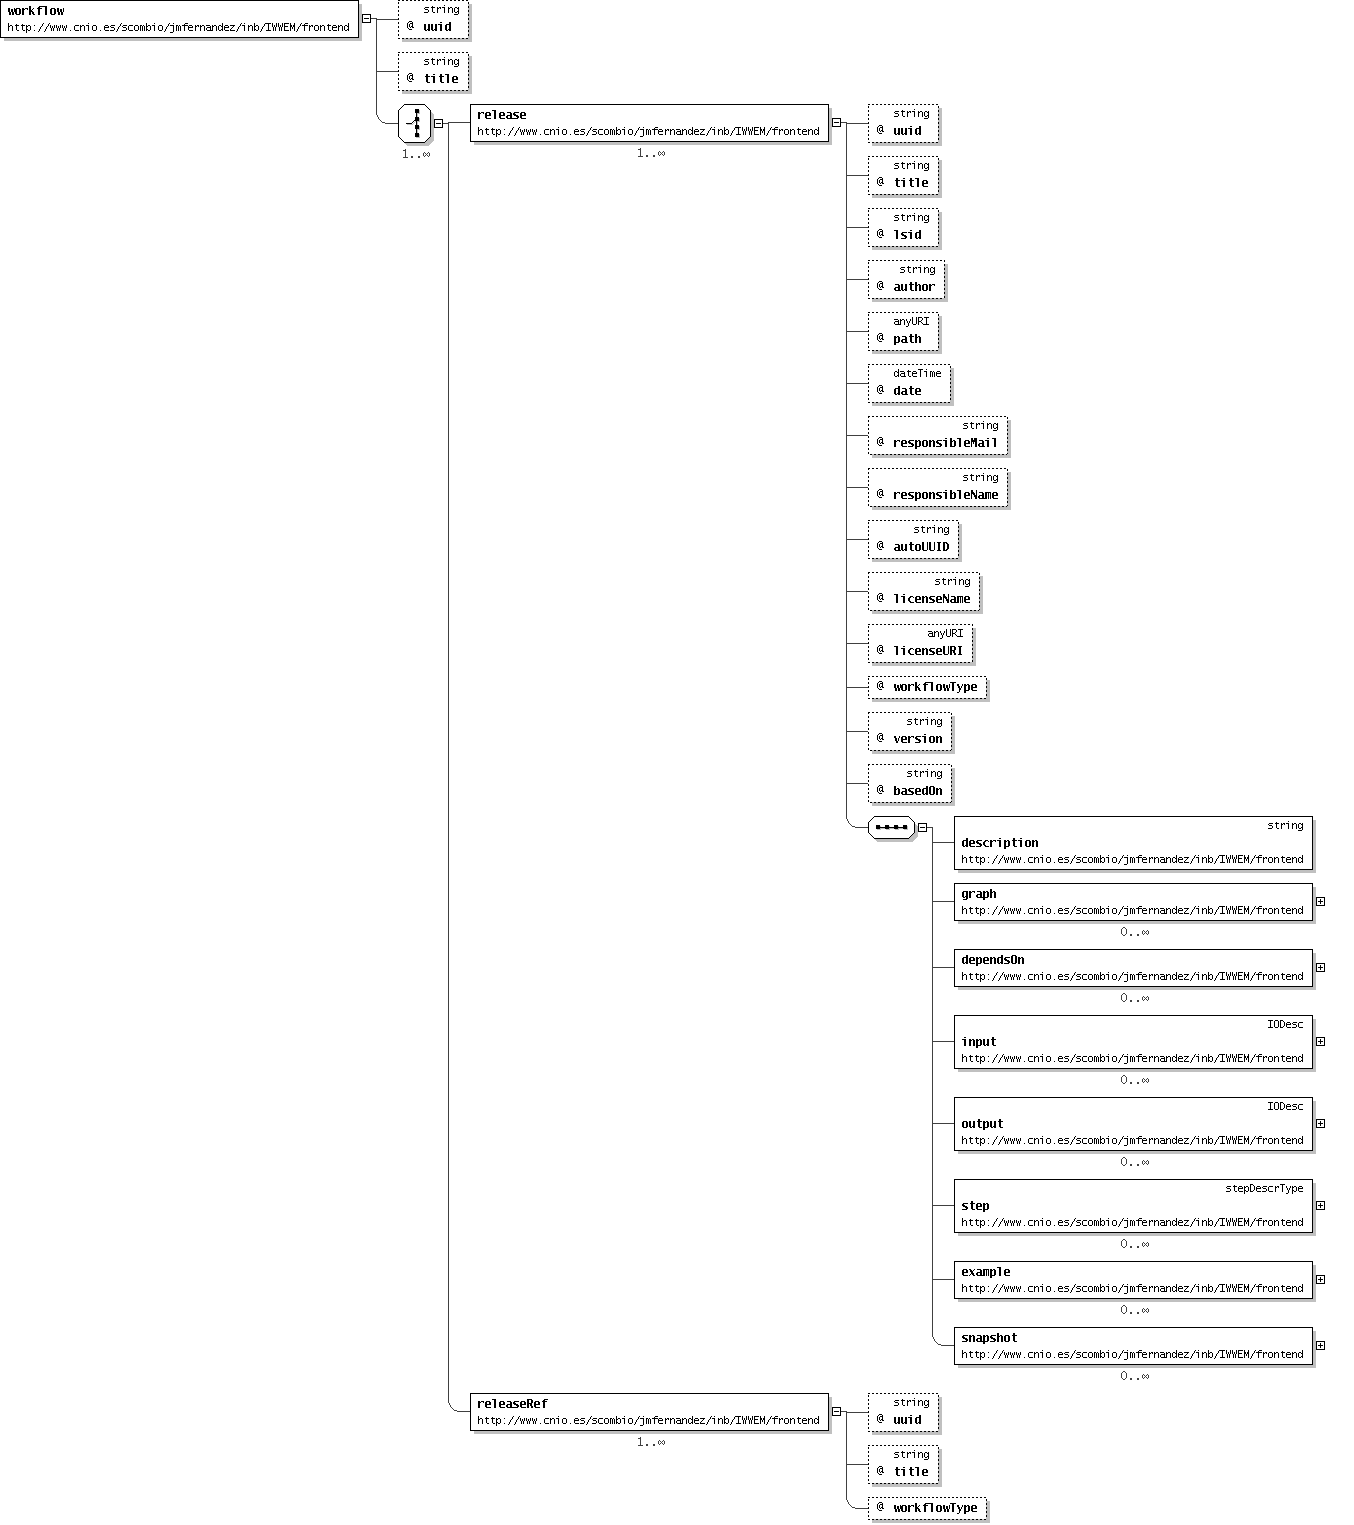 workflow
http://www.cnio.es/scombio/jmfernandez/inb/IWWEM/frontend
string
@ uuid
string
@ title
1..∞
release
http://www.cnio.es/scombio/jmfernandez/inb/IWWEM/frontend
1..∞
string
@ uuid
string
@ title
string
@ lsid
string
@ author
anyURI
@ path
dateTime
@ date
string
@ responsibleMail
string
@ responsibleName
string
@ autoUUID
string
@ licenseName
anyURI
@ licenseURI
@ workflowType
string
@ version
string
@ basedOn
string
description
http://www.cnio.es/scombio/jmfernandez/inb/IWWEM/frontend
graph
http://www.cnio.es/scombio/jmfernandez/inb/IWWEM/frontend
0..∞
dependsOn
http://www.cnio.es/scombio/jmfernandez/inb/IWWEM/frontend
0..∞
IODesc
input
http://www.cnio.es/scombio/jmfernandez/inb/IWWEM/frontend
0..∞
IODesc
output
http://www.cnio.es/scombio/jmfernandez/inb/IWWEM/frontend
0..∞
stepDescrType
step
http://www.cnio.es/scombio/jmfernandez/inb/IWWEM/frontend
0..∞
example
http://www.cnio.es/scombio/jmfernandez/inb/IWWEM/frontend
0..∞
snapshot
http://www.cnio.es/scombio/jmfernandez/inb/IWWEM/frontend
0..∞
releaseRef
http://www.cnio.es/scombio/jmfernandez/inb/IWWEM/frontend
1..∞
string
@ uuid
string
@ title
@ workflowType